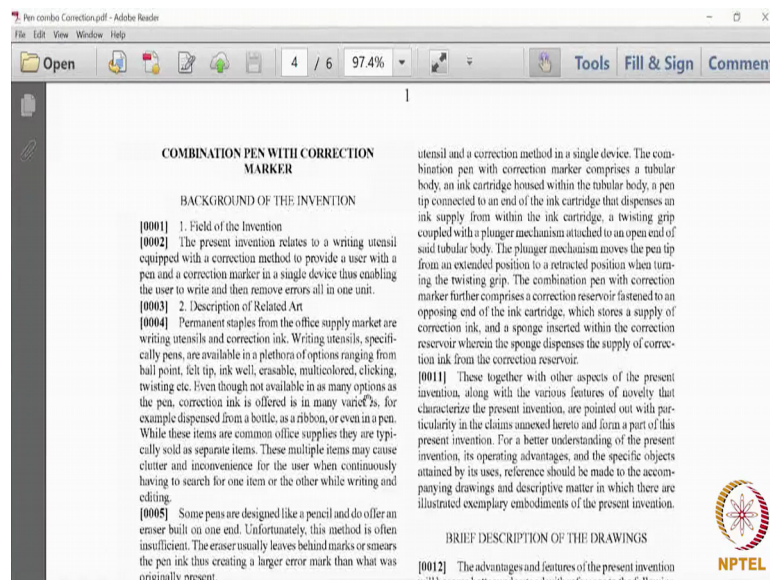 Pen combo Correction.pdf - Adobe Reader
File Edit View Window Help
Open
4 / 6
97.4%
Tools
Fill & Sign
Commen
1
COMBINATION PEN WITH CORRECTION
MARKER
BACKGROUND OF THE INVENTION
[0001] 1. Field of the Invention
[0002] The present invention relates to a writing utensil
equipped with a correction method to provide a user with a
pen and a correction marker in a single device thus enabling
the user to write and then remove errors all in one unit.
[0003] 2. Description of Related Art
[0004] Permanent staples from the office supply market are
writing utensils and correction ink. Writing utensils, specifi-
cally pens, are available in a plethora of options ranging from
ball point, felt tip, ink well, erasable, multicolored, clicking,
twisting etc. Even though not available in as many options as
the pen, correction ink is offered is in many varieties, for
example dispensed from a bottle, as a ribbon, or even in a pen.
While these items are common office supplies they are typi-
cally sold as separate items. These multiple items may cause
clutter and inconvenience for the user when continuously
having to search for one item or the other while writing and
editing.
[0005] Some pens are designed like a pencil and do offer an
eraser built on one end. Unfortunately, this method is often
insufficient. The eraser usually leaves behind marks or smears
the pen ink thus creating a larger error mark than what was
originally present.
utensil and a correction method in a single device. The com-
bination pen with correction marker comprises a tubular
body, an ink cartridge housed within the tubular body, a pen
tip connected to an end of the ink cartridge that dispenses an
ink supply from within the ink cartridge, a twisting grip
coupled with a plunger mechanism attached to an open end of
said tubular body. The plunger mechanism moves the pen tip
from an extended position to a retracted position when turn-
ing the twisting grip. The combination pen with correction
marker further comprises a correction reservoir fastened to an
opposing end of the ink cartridge, which stores a supply of
correction ink, and a sponge inserted within the correction
reservoir wherein the sponge dispenses the supply of correc-
tion ink from the correction reservoir.
[0011] These together with other aspects of the present
invention, along with the various features of novelty that
characterize the present invention, are pointed out with par-
ticularity in the claims annexed hereto and form a part of this
present invention. For a better understanding of the present
invention, its operating advantages, and the specific objects
attained by its uses, reference should be made to the accom-
panying drawings and descriptive matter in which there are
illustrated exemplary embodiments of the present invention.
BRIEF DESCRIPTION OF THE DRAWINGS
[0012] The advantages and features of the present invention
NPTEL